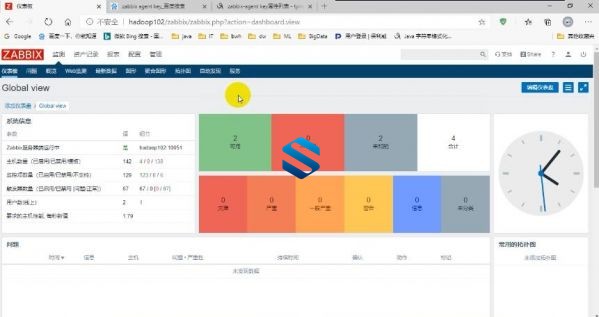 仪表板
zabbix agent key_百度搜索
zabbix-agent key属性列表
不安全 | hadoop102/zabbix/zabbix.php?action=dashboard.view
Google
百度一下，你就知道
微软 Bing 搜索
IT
bwh
dw
ML
BigData
用户登录
Java 字符串格式化
其他收藏夹
ZABBIX
监测 资产记录 报表 配置 管理
支持 Share
仪表板 问题 概览 Web监测 最新数据 图形 聚合图形 拓扑图 自动发现 服务
Global view
编辑仪表盘
Global view
系统信息
参数 值 细节
Zabbix服务器端运行中 是 hadoop102:10051
主机数量 (已启用/已禁用/模板) 142 4 / 0 / 138
监控项数量 (已启用/已禁用/不支持) 129 123 / 0 / 6
触发器数量 (已启用/已禁用 [问题/正常]) 67 67 / 0 [0 / 67]
用户数(线上) 2 1
要求的主机性能，每秒新值 1.79
2 可用
0
2 未知的
4 合计
0 灾难
0 严重
0 一般严重
0 警告
0 信息
0 未分类
问题
时间 信息 主机 问题 • 严重性 持续时间 确认 动作 标记
未发现数据
常用的拓扑图